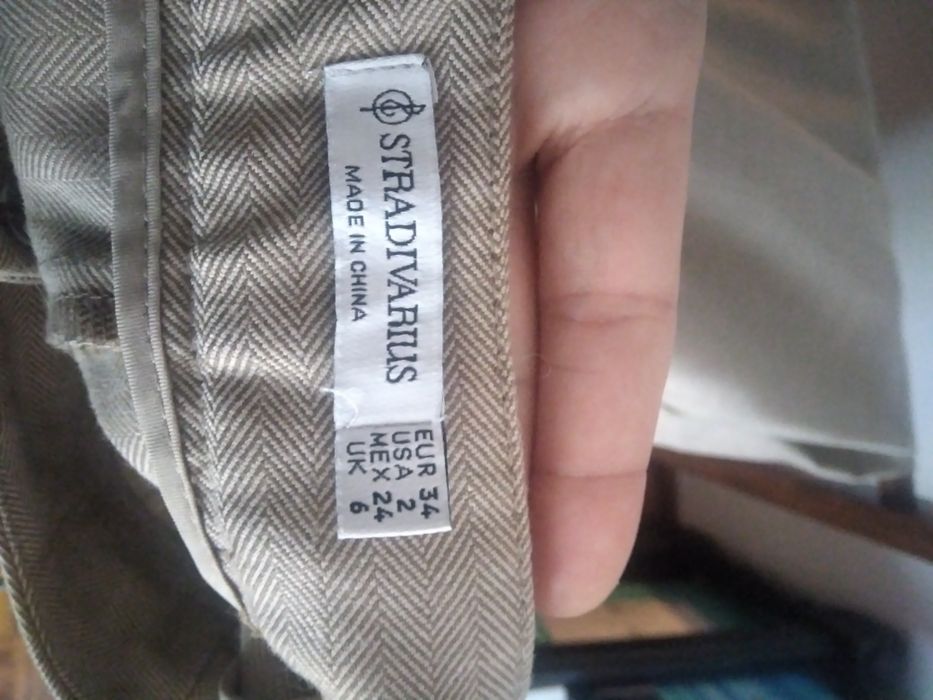 STRADIVARIUS
MADE IN CHINA
EUR 34
USA 2
MEX 24
UK 6